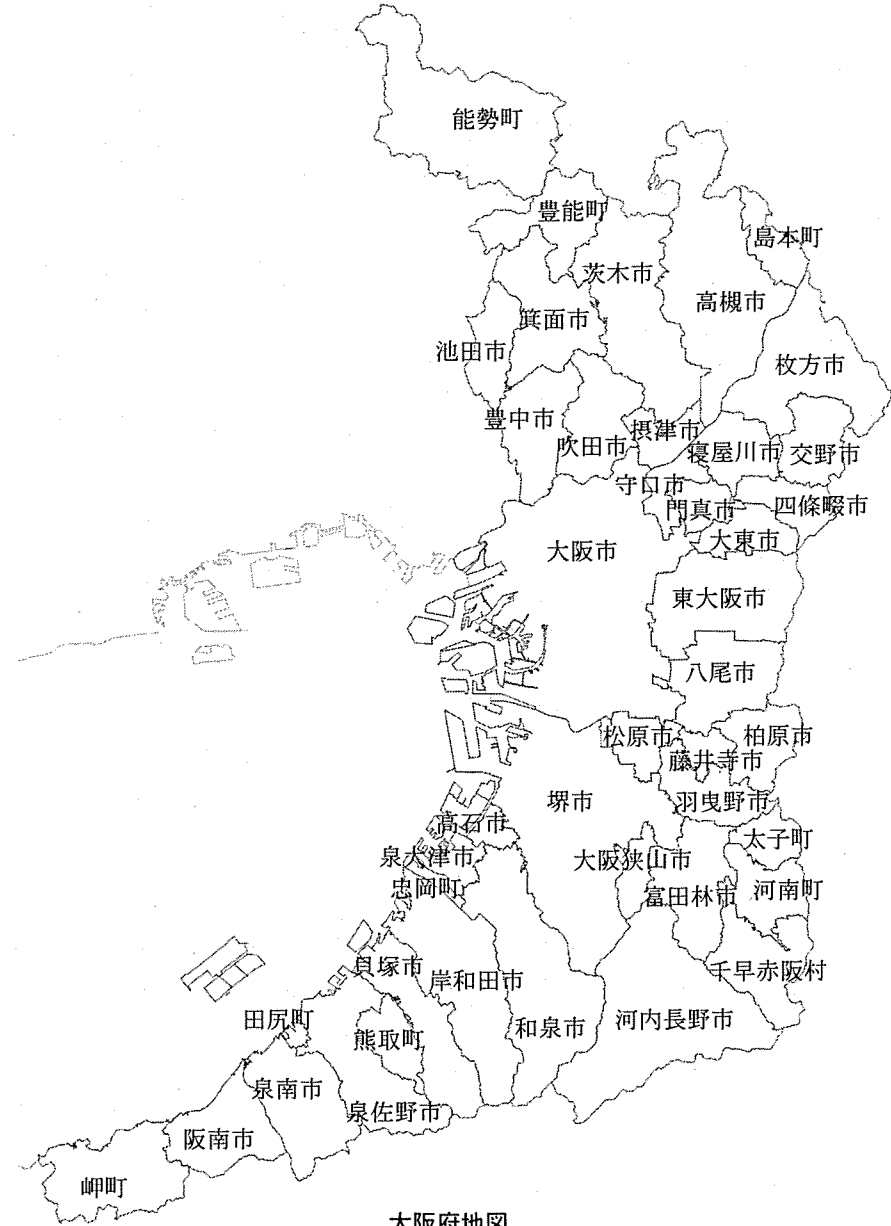 能勢町
豊能町
島本町
茨木市
高槻市
箕面市
池田市
枚方市
豊中市
摂津市
吹田市
寝屋川市
交野市
守口市
門真市
四條畷市
大東市
大阪市
東大阪市
八尾市
松原市
柏原市
藤井寺市
堺市
羽曳野市
高石市
太子町
泉大津市
大阪狭山市
忠岡町
富田林市
河南町
貝塚市
岸和田市
千早赤阪村
田尻町
熊取町
和泉市
河内長野市
泉南市
泉佐野市
阪南市
岬町
大阪府地図